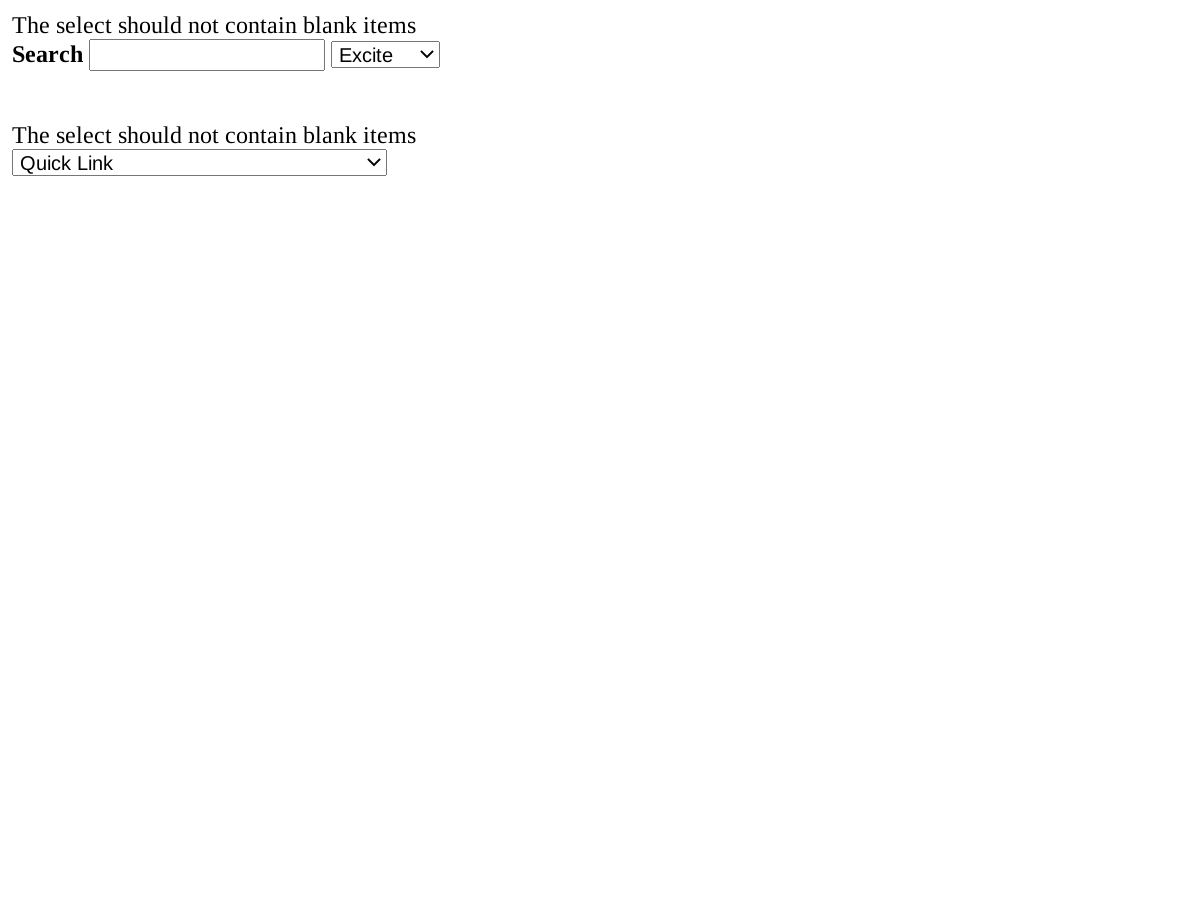 The select should not contain blank items
Search Excite
The select should not contain blank items
Quick Link